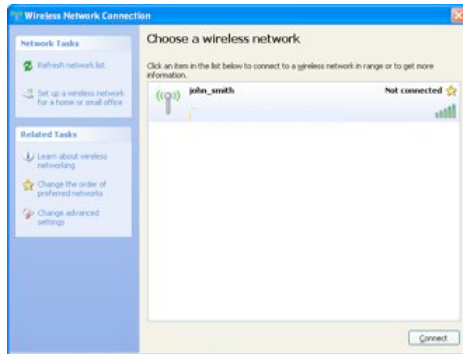 Wireless Network Connection
Network Tasks
Refresh network list
Set up a wireless network
for a home or small office
Related Tasks
Learn about wireless
networking
Change the order of
preferred networks
Change advanced
settings
Choose a wireless network
Click an item in the list below to connect to a wireless network in range or to get more
information.
john_smith
Not connected
Connect